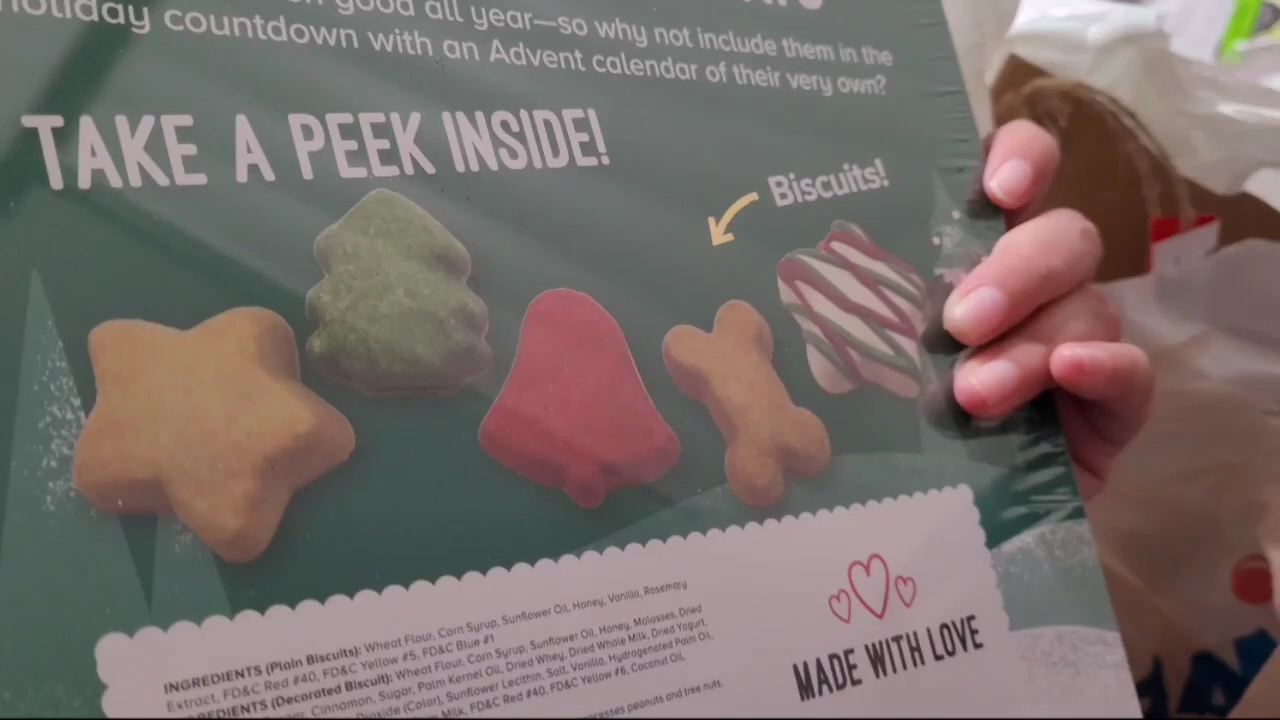 good all year—so why not include them in the
holiday countdown with an Advent calendar of their very own?
TAKE A PEEK INSIDE!
Biscuits!
INGREDIENTS (Plain Biscuits): Wheat Flour, Corn Syrup, Sunflower Oil, Honey, Vanilla, Rosemary
Extract, FD&C Red #40, FD&C Yellow #5, FD&C Blue #1
(Decorated Biscuit): Wheat Flour, Corn Syrup, Sunflower Oil, Honey, Molasses, Dried
Cinnamon, Sugar, Palm Kernel Oil, Dried Whey, Dried Whole Milk, Dried Yogurt,
Dioxide (Color), Sunflower Lecithin, Salt, Vanilla, Hydrogenated Palm Oil,
Milk, FD&C Red #40, FD&C Yellow #6, Coconut Oil,
peanuts and tree nuts.
MADE WITH LOVE